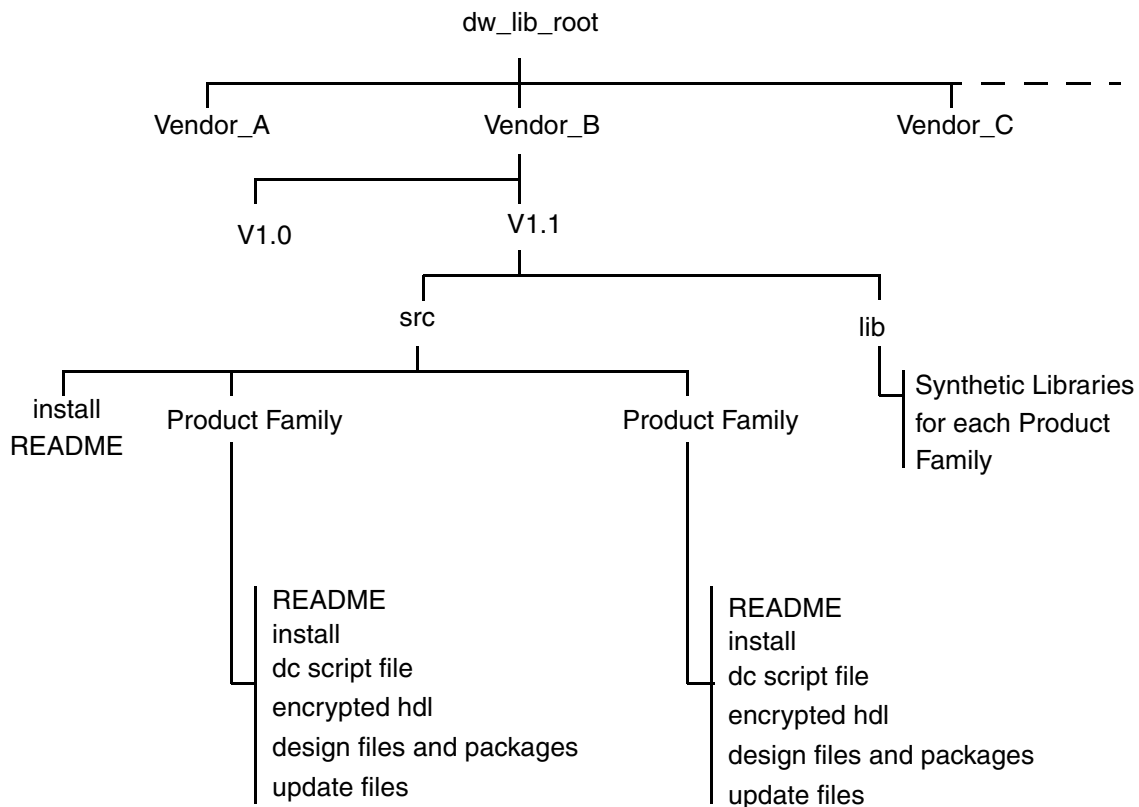 dw_lib_root
Vendor_A
Vendor_B
Vendor_C
V1.0
V1.1
src
lib
install
README
Product Family
Product Family
Synthetic Libraries
for each Product
Family
README
install
dc script file
encrypted hdl
design files and packages
update files
README
install
dc script file
encrypted hdl
design files and packages
update files